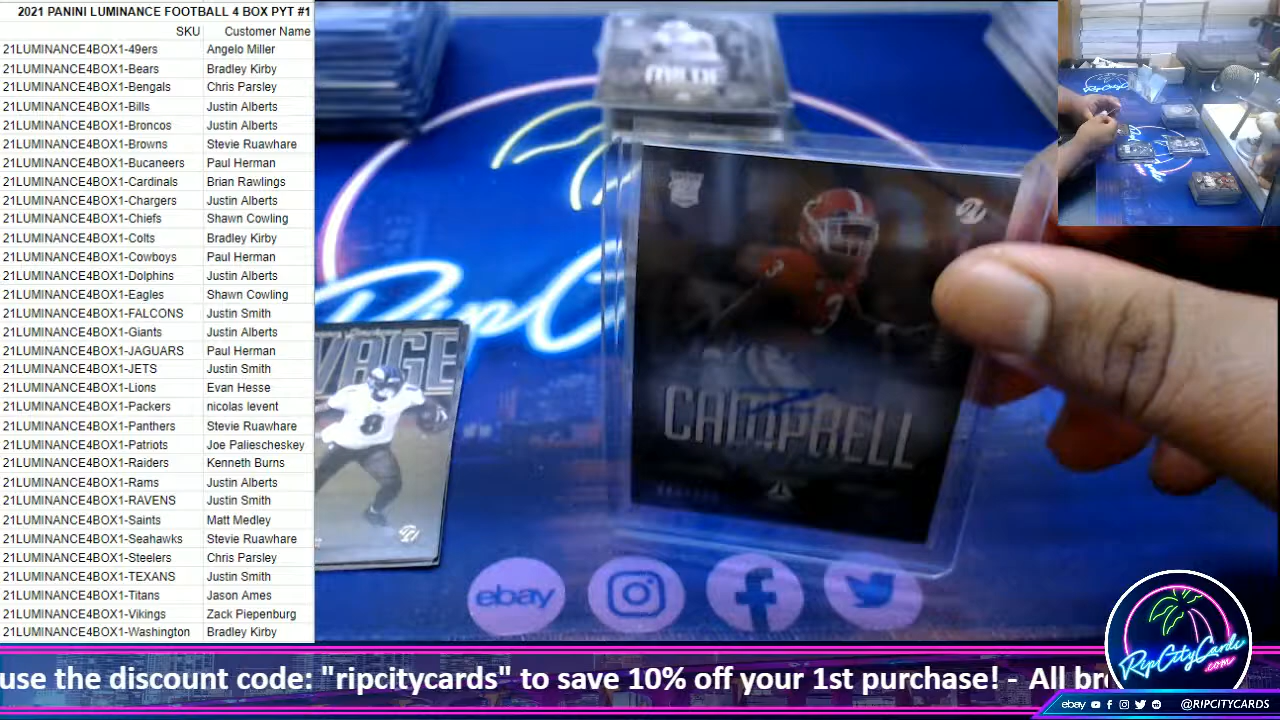 2021 PANINI LUMINANCE FOOTBALL 4 BOX PYT #1
SKU Customer Name
21LUMINANCE4BOX1-49ers Angelo Miller
21LUMINANCE4BOX1-Bears Bradley Kirby
21LUMINANCE4BOX1-Bengals Chris Parsley
21LUMINANCE4BOX1-Bills Justin Alberts
21LUMINANCE4BOX1-Broncos Justin Alberts
21LUMINANCE4BOX1-Browns Stevie Ruawhare
21LUMINANCE4BOX1-Bucaneers Paul Herman
21LUMINANCE4BOX1-Cardinals Brian Rawlings
21LUMINANCE4BOX1-Chargers Justin Alberts
21LUMINANCE4BOX1-Chiefs Shawn Cowling
21LUMINANCE4BOX1-Colts Bradley Kirby
21LUMINANCE4BOX1-Cowboys Paul Herman
21LUMINANCE4BOX1-Dolphins Justin Alberts
21LUMINANCE4BOX1-Eagles Shawn Cowling
21LUMINANCE4BOX1-FALCONS Justin Smith
21LUMINANCE4BOX1-Giants Justin Alberts
21LUMINANCE4BOX1-JAGUARS Paul Herman
21LUMINANCE4BOX1-JETS Justin Smith
21LUMINANCE4BOX1-Lions Evan Hesse
21LUMINANCE4BOX1-Packers nicolas levent
21LUMINANCE4BOX1-Panthers Stevie Ruawhare
21LUMINANCE4BOX1-Patriots Joe Paliescheskey
21LUMINANCE4BOX1-Raiders Kenneth Burns
21LUMINANCE4BOX1-Rams Justin Alberts
21LUMINANCE4BOX1-RAVENS Justin Smith
21LUMINANCE4BOX1-Saints Matt Medley
21LUMINANCE4BOX1-Seahawks Stevie Ruawhare
21LUMINANCE4BOX1-Steelers Chris Parsley
21LUMINANCE4BOX1-TEXANS Justin Smith
21LUMINANCE4BOX1-Titans Jason Ames
21LUMINANCE4BOX1-Vikings Zack Piepenburg
21LUMINANCE4BOX1-Washington Bradley Kirby
3
3
CAMPBELL
8
ebay
use the discount code: "ripcitycards" to save 10% off your 1st purchase! - All br
RipCityCards
.com
ebay @RIPCITYCARDS